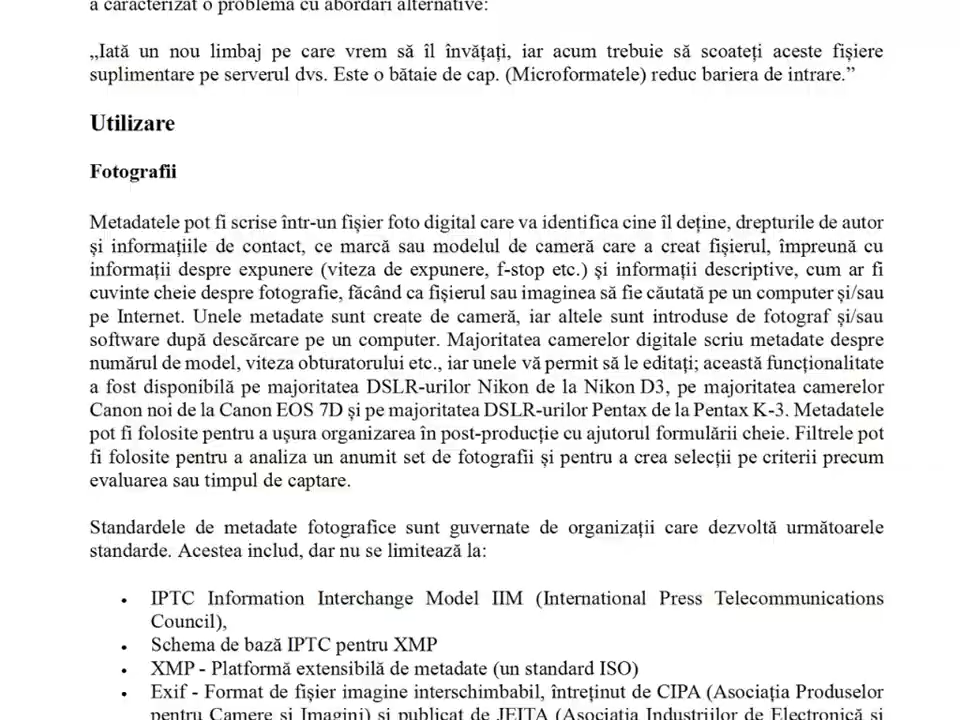 a caracterizat o problemă cu abordări alternative:
„Iată un nou limbaj pe care vrem să îl învățați, iar acum trebuie să scoateți aceste fișiere
suplimentare pe serverul dvs. Este o bătaie de cap. (Microformatele) reduc bariera de intrare.”
Utilizare
Fotografii
Metadatele pot fi scrise într-un fișier foto digital care va identifica cine îl deține, drepturile de autor
și informațiile de contact, ce marcă sau modelul de cameră care a creat fișierul, împreună cu
informații despre expunere (viteza de expunere, f-stop etc.) și informații descriptive, cum ar fi
cuvinte cheie despre fotografie, făcând ca fișierul sau imaginea să fie căutată pe un computer și/sau
pe Internet. Unele metadate sunt create de cameră, iar altele sunt introduse de fotograf și/sau
software după descărcare pe un computer. Majoritatea camerelor digitale scriu metadate despre
numărul de model, viteza obturatorului etc., iar unele vă permit să le editați; această funcționalitate
a fost disponibilă pe majoritatea DSLR-urilor Nikon de la Nikon D3, pe majoritatea camerelor
Canon noi de la Canon EOS 7D și pe majoritatea DSLR-urilor Pentax de la Pentax K-3. Metadatele
pot fi folosite pentru a ușura organizarea în post-producție cu ajutorul formulării cheie. Filtrele pot
fi folosite pentru a analiza un anumit set de fotografii și pentru a crea selecții pe criterii precum
evaluarea sau timpul de captare.
Standardele de metadate fotografice sunt guvernate de organizații care dezvoltă următoarele
standarde. Acestea includ, dar nu se limitează la:
• IPTC Information Interchange Model IIM (International Press Telecommunications
Council),
• Schema de bază IPTC pentru XMP
• XMP - Platformă extensibilă de metadate (un standard ISO)
• Exif - Format de fișier imagine interschimbabil, întreținut de CIPA (Asociația Produselor
pentru Camere și Imagini) și publicat de JEITA (Asociația Industriilor de Electronică și